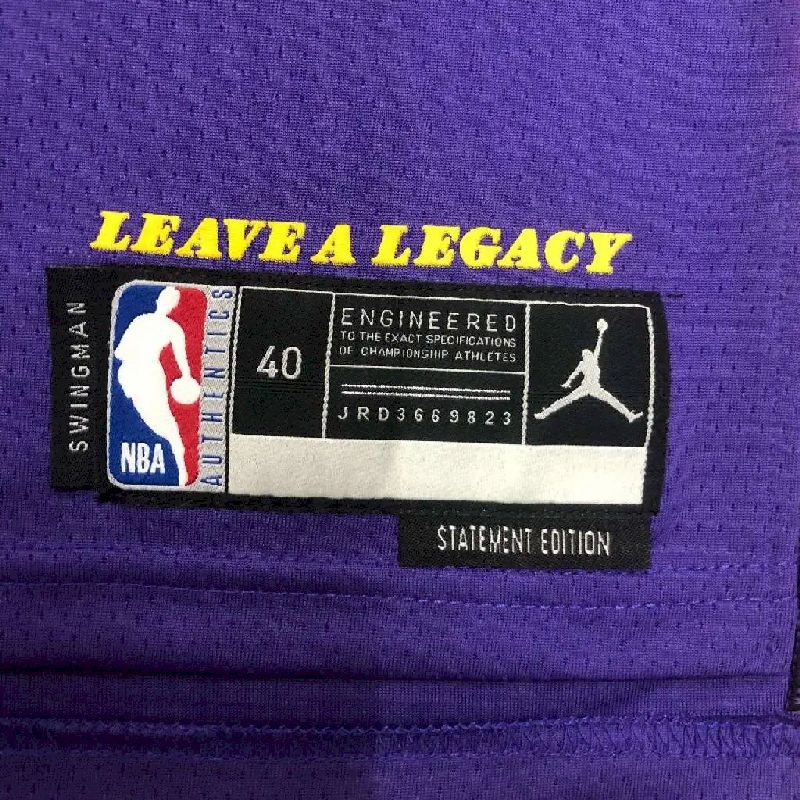 LEAVE A LEGACY
SWINGMAN
NBA
AUTHENTICS
40
ENGINEERED
TO THE EXACT SPECIFICATIONS
OF CHAMPIONSHIP ATHLETES
JRD3669823
STATEMENT EDITION